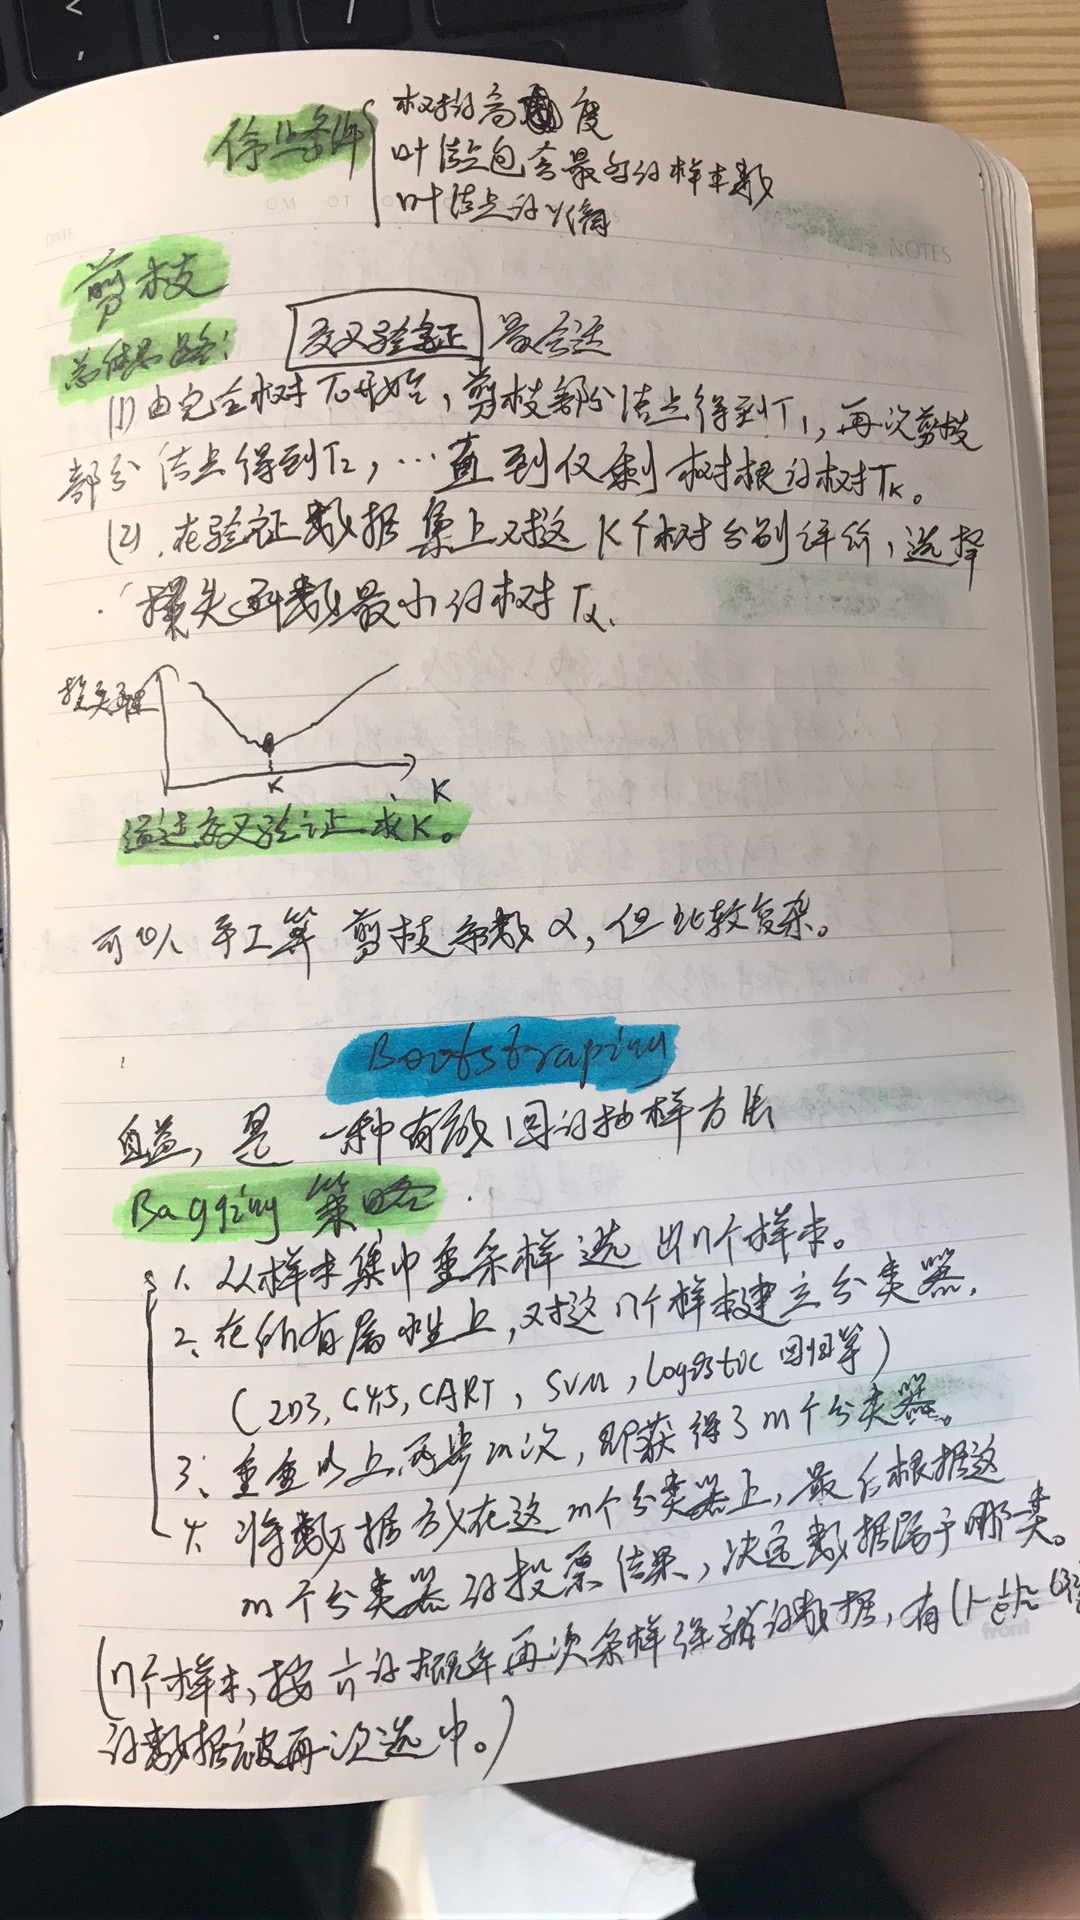 停止条件 树的高度
叶结点包含最多的样本数
叶结点的熵
DATE
NOTES
剪枝
总体思路:
交叉验证 最合适
(1) 由完全树T0开始,剪枝部分结点得到T1,再次剪枝
部分结点得到T2,…直到仅剩树根的树TK。
(2).在验证数据集上对这K个树分别评价,选择
损失函数最小的树Tα.
损失函数
K
K
通过交叉验证求K。
可以手工算剪枝系数α,但比较复杂。
Bootstraping
自益,是一种有放回的抽样方法
Bagging 策略
1、从样本集中重采样选出n个样本。
2、在所有属性上,对这n个样本建立分类器,
(ID3, C45, CART, SVM, Logistic 回归等)
3、重复以上两步m次,即获得了m个分类器。
4、将数据放在这m个分类器上,最后根据这
m个分类器的投票结果,决定数据属于哪类。
(n个样本,按 1/n 的概率再次采样得新的数据,有(1-1/e)≈
的数据被再次选中。)
front